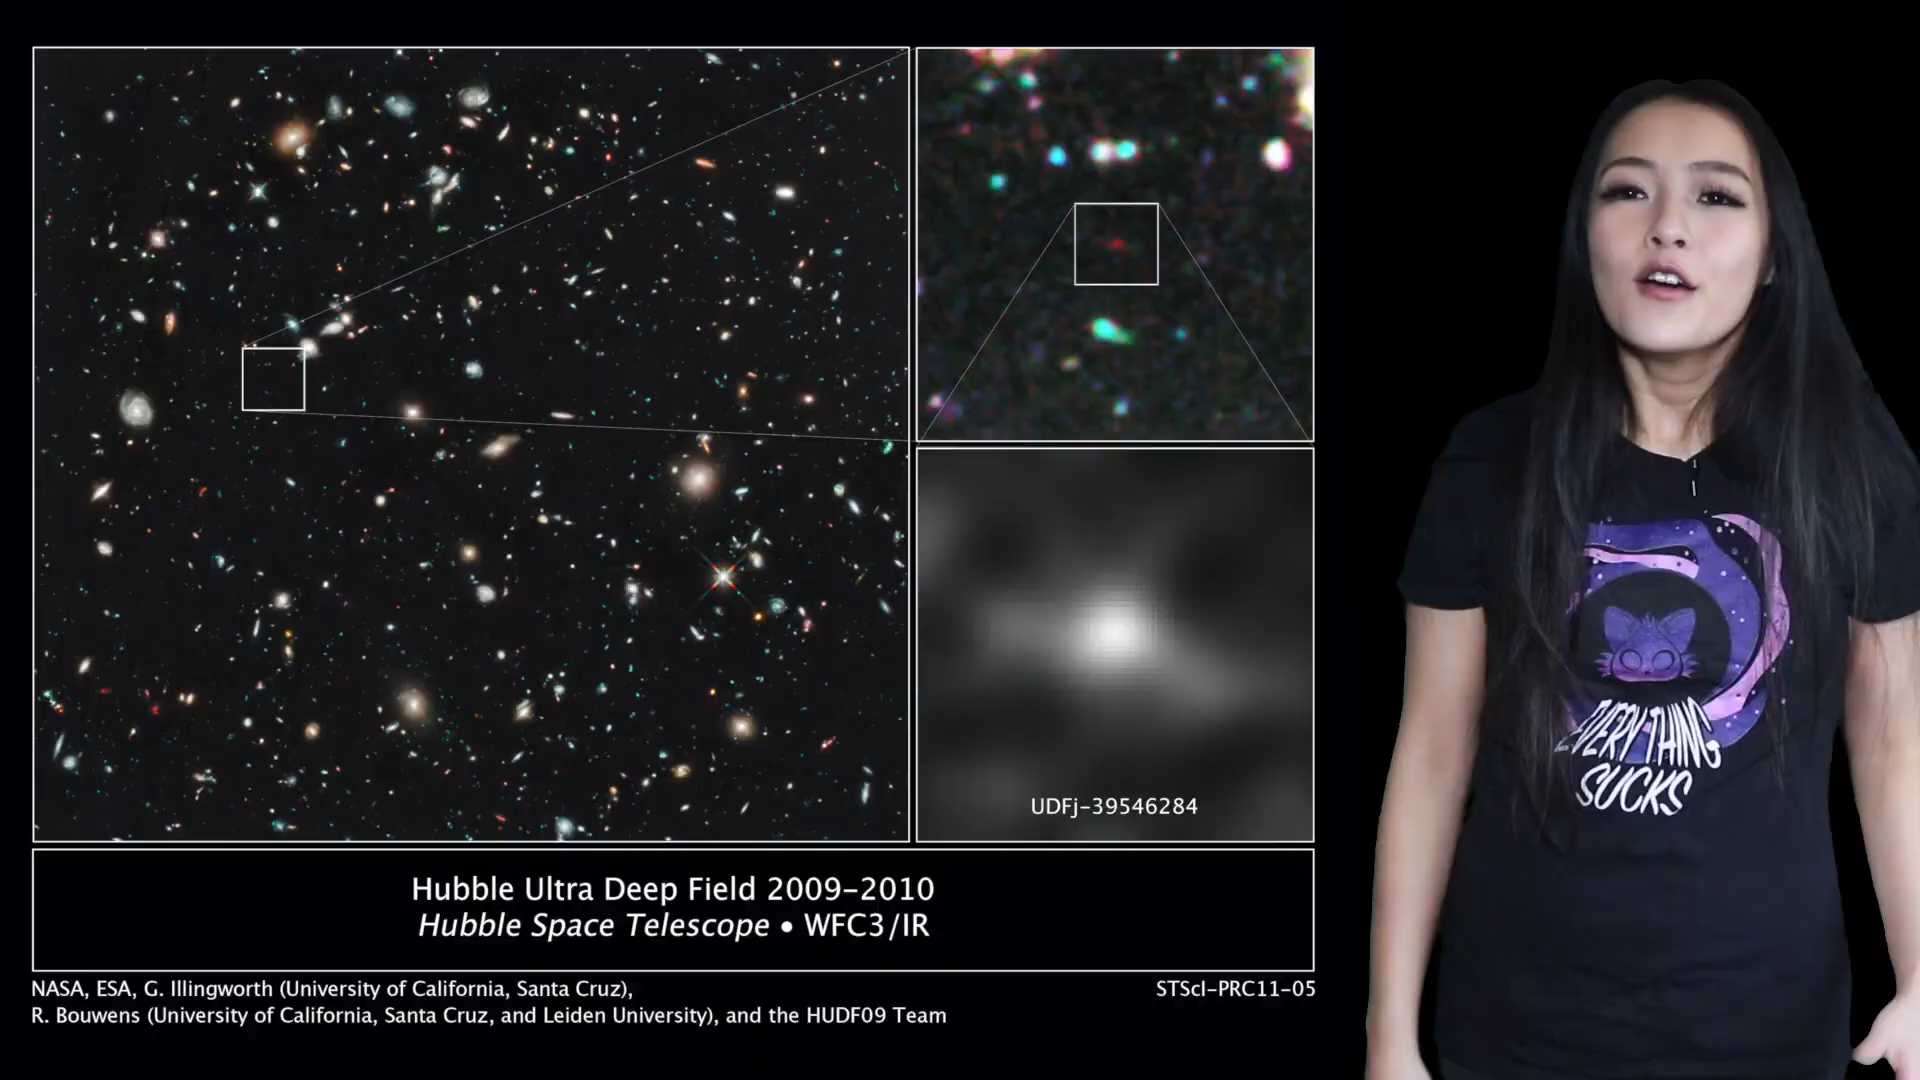 UDFj-39546284
Hubble Ultra Deep Field 2009-2010
Hubble Space Telescope • WFC3/IR
NASA, ESA, G. Illingworth (University of California, Santa Cruz),
R. Bouwens (University of California, Santa Cruz, and Leiden University), and the HUDF09 Team
STScI-PRC11-05
EVERYTHING
SUCKS